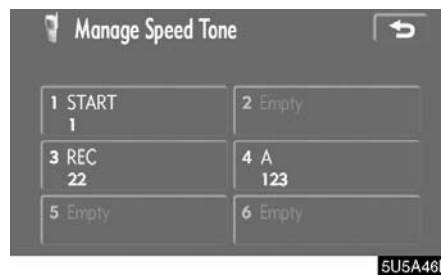 Manage Speed Tone
1 START
1
2 Empty
3 REC
22
4 A
123
5 Empty
6 Empty
5U5A46